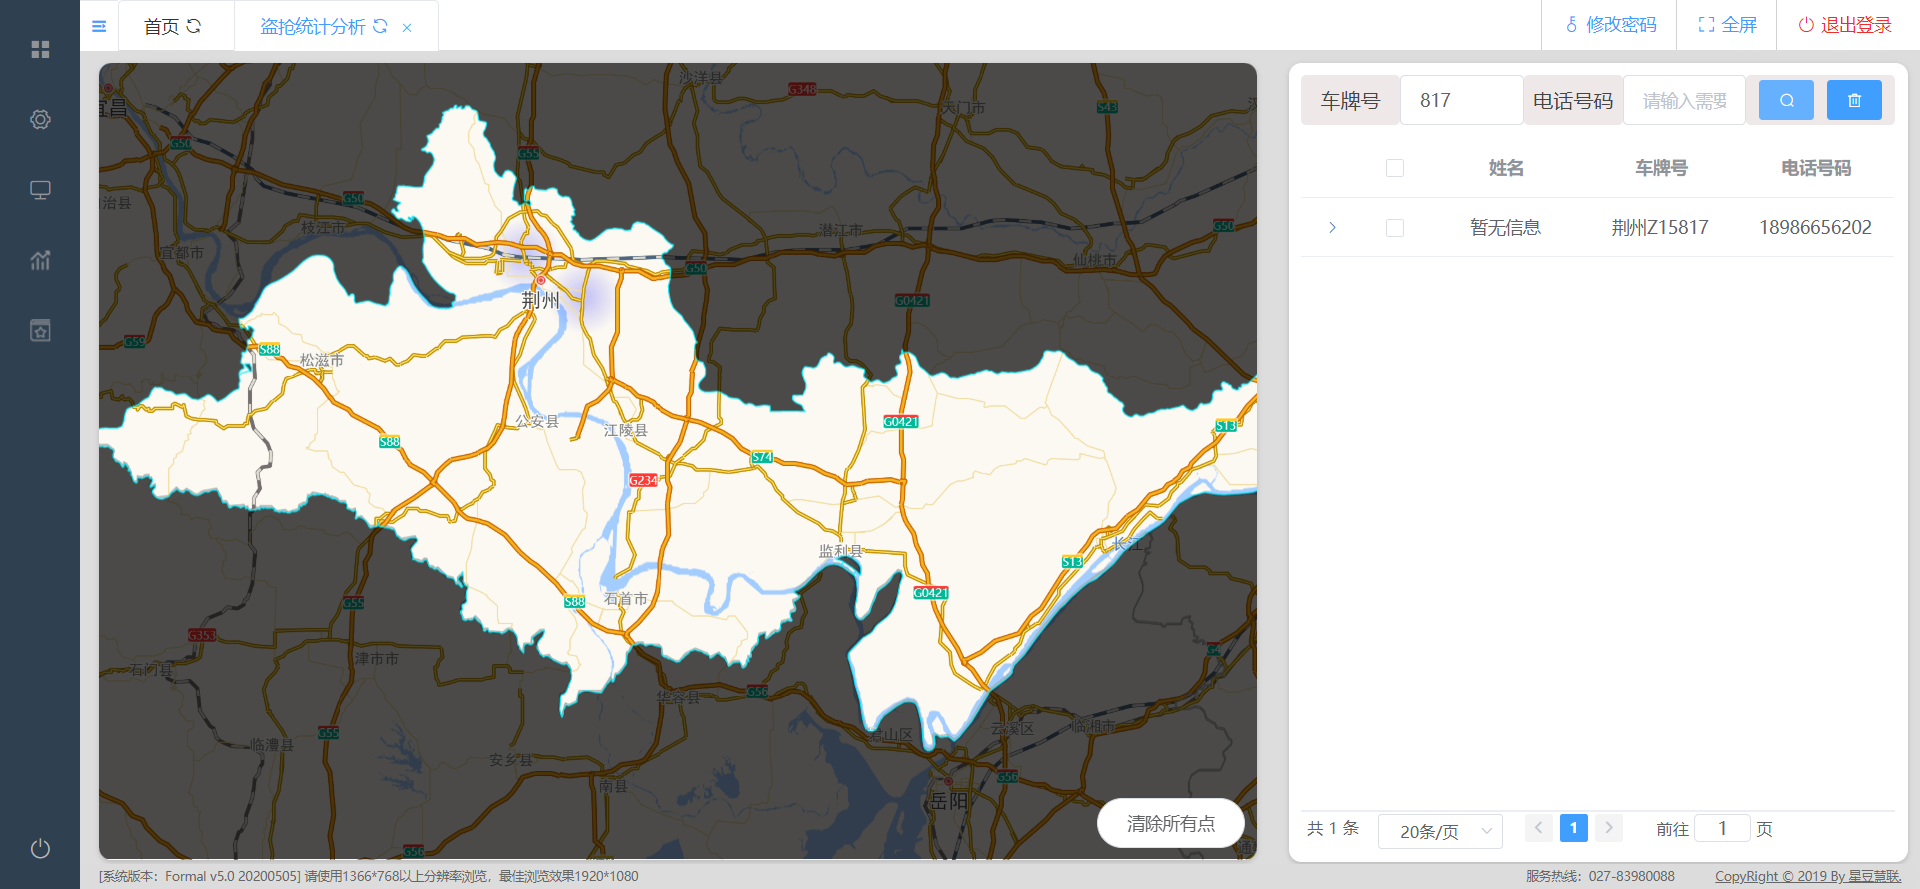 首页
盗抢统计分析
修改密码
全屏
退出登录
车牌号
817
电话号码
请输入需要
姓名
车牌号
电话号码
暂无信息
荆州Z15817
18986656202
沙洋县
G348
天门市
S43
宜昌
G50
G55
治县
G50
枝江市
潜江市
G50
宜都市
仙桃市
G50
荆州
G0421
G59
S88
松滋市
公安县
江陵县
G0421
S13
S88
S74
G234
长江
监利县
S13
G0421
S88
石首市
G55
G353
津市市
石门县
G4
华容县
G56
G55
临澧县
君山区
云溪区
临湘市
安乡县
南县
G56
岳阳
G56
清除所有点
共 1 条
20条/页
1
前往
1
页
[系统版本：Formal v5.0 20200505] 请使用1366*768以上分辨率浏览，最佳浏览效果1920*1080
服务热线：027-83980088
CopyRight © 2019 By 星豆慧联.